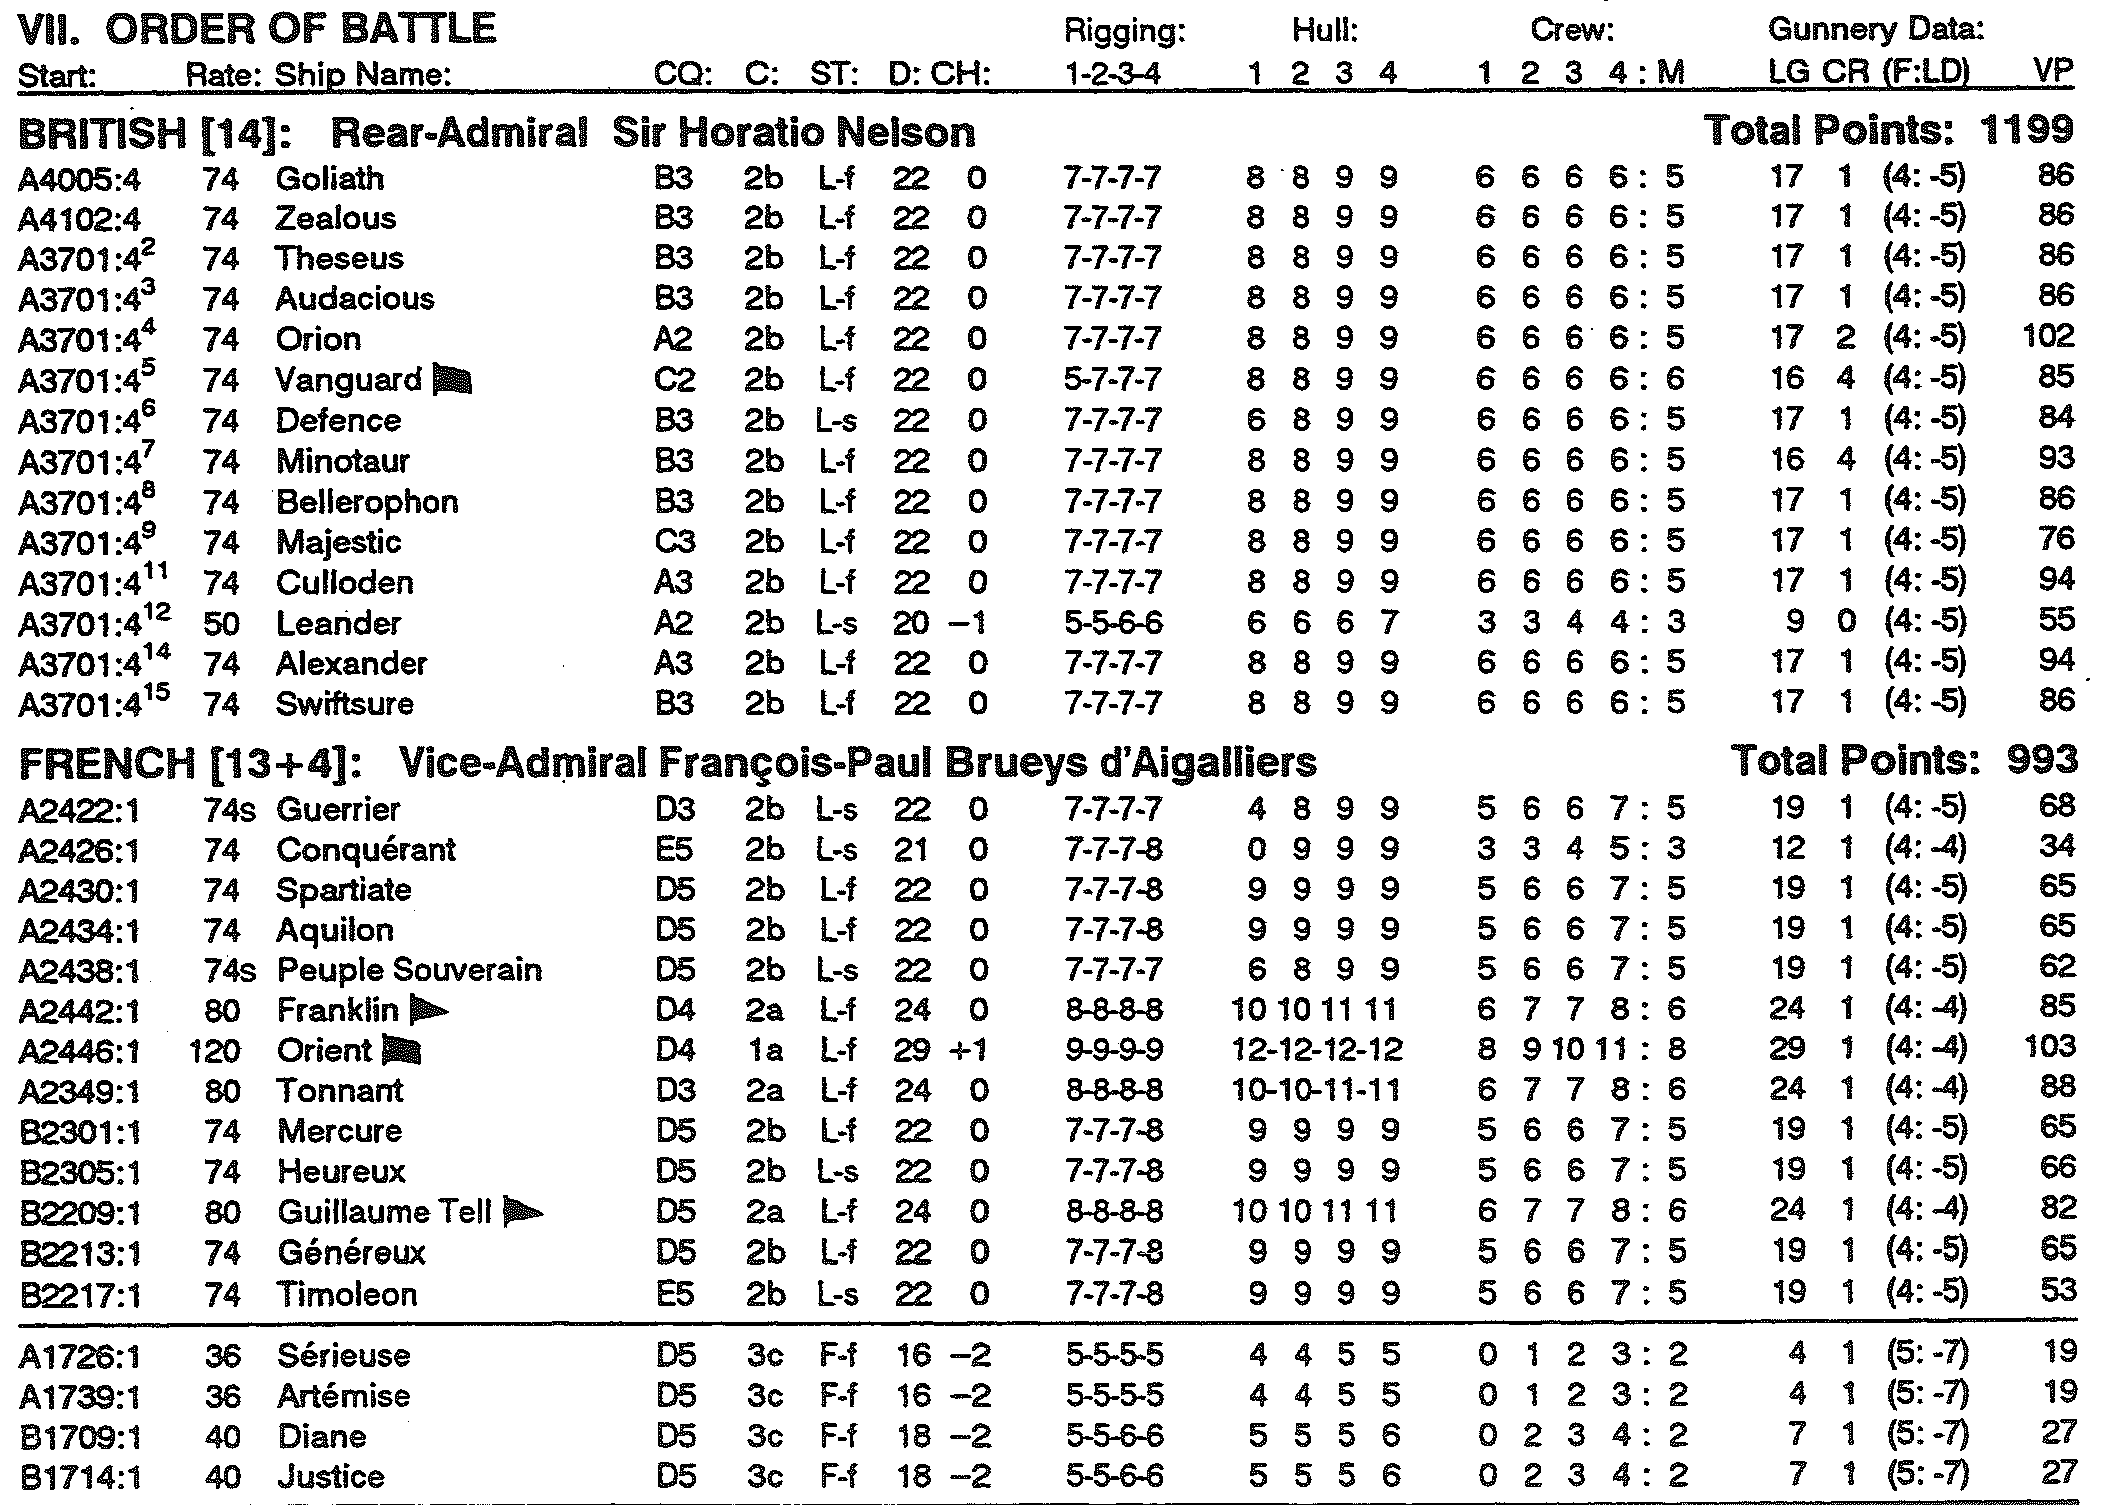 VII. ORDER OF BATTLE Rigging: Hull: Crew: Gunnery Data:
Start: Rate: Ship Name: CQ: C: ST: D: CH: 1-2-3-4 1 2 3 4 1 2 3 4 : M LG CR (F:LD) VP
BRITISH [14]: Rear-Admiral Sir Horatio Nelson Total Points: 1199
A4005:4 74 Goliath B3 2b L-f 22 0 7-7-7-7 8 8 9 9 6 6 6 6 : 5 17 1 (4: -5) 86
A4102:4 74 Zealous B3 2b L-f 22 0 7-7-7-7 8 8 9 9 6 6 6 6 : 5 17 1 (4: -5) 86
A3701:4² 74 Theseus B3 2b L-f 22 0 7-7-7-7 8 8 9 9 6 6 6 6 : 5 17 1 (4: -5) 86
A3701:4³ 74 Audacious B3 2b L-f 22 0 7-7-7-7 8 8 9 9 6 6 6 6 : 5 17 1 (4: -5) 86
A3701:4⁴ 74 Orion A2 2b L-f 22 0 7-7-7-7 8 8 9 9 6 6 6 6 : 5 17 2 (4: -5) 102
A3701:4⁵ 74 Vanguard C2 2b L-f 22 0 5-7-7-7 8 8 9 9 6 6 6 6 : 6 16 4 (4: -5) 85
A3701:4⁶ 74 Defence B3 2b L-s 22 0 7-7-7-7 6 8 9 9 6 6 6 6 : 5 17 1 (4: -5) 84
A3701:4⁷ 74 Minotaur B3 2b L-f 22 0 7-7-7-7 8 8 9 9 6 6 6 6 : 5 16 4 (4: -5) 93
A3701:4⁸ 74 Bellerophon B3 2b L-f 22 0 7-7-7-7 8 8 9 9 6 6 6 6 : 5 17 1 (4: -5) 86
A3701:4⁹ 74 Majestic C3 2b L-f 22 0 7-7-7-7 8 8 9 9 6 6 6 6 : 5 17 1 (4: -5) 76
A3701:4¹¹ 74 Culloden A3 2b L-f 22 0 7-7-7-7 8 8 9 9 6 6 6 6 : 5 17 1 (4: -5) 94
A3701:4¹² 50 Leander A2 2b L-s 20 −1 5-5-6-6 6 6 6 7 3 3 4 4 : 3 9 0 (4: -5) 55
A3701:4¹⁴ 74 Alexander A3 2b L-f 22 0 7-7-7-7 8 8 9 9 6 6 6 6 : 5 17 1 (4: -5) 94
A3701:4¹⁵ 74 Swiftsure B3 2b L-f 22 0 7-7-7-7 8 8 9 9 6 6 6 6 : 5 17 1 (4: -5) 86
FRENCH [13+4]: Vice-Admiral François-Paul Brueys d'Aigalliers Total Points: 993
A2422:1 74s Guerrier D3 2b L-s 22 0 7-7-7-7 4 8 9 9 5 6 6 7 : 5 19 1 (4: -5) 68
A2426:1 74 Conquérant E5 2b L-s 21 0 7-7-7-8 0 9 9 9 3 3 4 5 : 3 12 1 (4: -4) 34
A2430:1 74 Spartiate D5 2b L-f 22 0 7-7-7-8 9 9 9 9 5 6 6 7 : 5 19 1 (4: -5) 65
A2434:1 74 Aquilon D5 2b L-f 22 0 7-7-7-8 9 9 9 9 5 6 6 7 : 5 19 1 (4: -5) 65
A2438:1 74s Peuple Souverain D5 2b L-s 22 0 7-7-7-7 6 8 9 9 5 6 6 7 : 5 19 1 (4: -5) 62
A2442:1 80 Franklin D4 2a L-f 24 0 8-8-8-8 10 10 11 11 6 7 7 8 : 6 24 1 (4: -4) 85
A2446:1 120 Orient D4 1a L-f 29 +1 9-9-9-9 12-12-12-12 8 9 10 11 : 8 29 1 (4: -4) 103
A2349:1 80 Tonnant D3 2a L-f 24 0 8-8-8-8 10-10-11-11 6 7 7 8 : 6 24 1 (4: -4) 88
B2301:1 74 Mercure D5 2b L-f 22 0 7-7-7-8 9 9 9 9 5 6 6 7 : 5 19 1 (4: -5) 65
B2305:1 74 Heureux D5 2b L-s 22 0 7-7-7-8 9 9 9 9 5 6 6 7 : 5 19 1 (4: -5) 66
B2209:1 80 Guillaume Tell D5 2a L-f 24 0 8-8-8-8 10 10 11 11 6 7 7 8 : 6 24 1 (4: -4) 82
B2213:1 74 Généreux D5 2b L-f 22 0 7-7-7-8 9 9 9 9 5 6 6 7 : 5 19 1 (4: -5) 65
B2217:1 74 Timoleon E5 2b L-s 22 0 7-7-7-8 9 9 9 9 5 6 6 7 : 5 19 1 (4: -5) 53
A1726:1 36 Sérieuse D5 3c F-f 16 −2 5-5-5-5 4 4 5 5 0 1 2 3 : 2 4 1 (5: -7) 19
A1739:1 36 Artémise D5 3c F-f 16 −2 5-5-5-5 4 4 5 5 0 1 2 3 : 2 4 1 (5: -7) 19
B1709:1 40 Diane D5 3c F-f 18 −2 5-5-6-6 5 5 5 6 0 2 3 4 : 2 7 1 (5: -7) 27
B1714:1 40 Justice D5 3c F-f 18 −2 5-5-6-6 5 5 5 6 0 2 3 4 : 2 7 1 (5: -7) 27